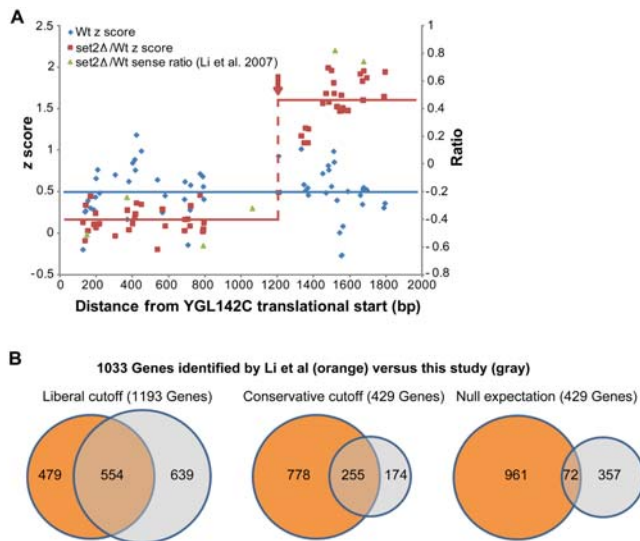 A
Wt z score
set2Δ/Wt z score
set2Δ/Wt sense ratio (Li et al. 2007)
z score
2.5
2
1.5
1
0.5
0
-0.5
Ratio
1
0.8
0.6
0.4
0.2
0
-0.2
-0.4
-0.6
-0.8
0 200 400 600 800 1000 1200 1400 1600 1800 2000
Distance from YGL142C translational start (bp)
B
1033 Genes identified by Li et al (orange) versus this study (gray)
Liberal cutoff (1193 Genes) Conservative cutoff (429 Genes) Null expectation (429 Genes)
479 554 639 778 255 174 961 72 357